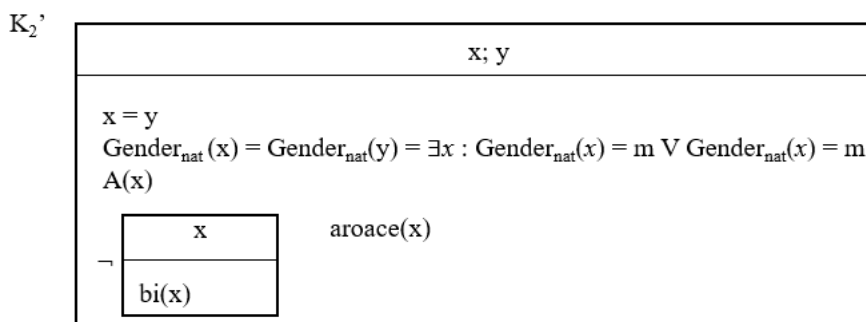 K₂’
x; y
x = y
Gender_nat (x) = Gender_nat(y) = ∃x : Gender_nat(x) = m V Gender_nat(x) = m
A(x)
x
aroace(x)
¬
bi(x)